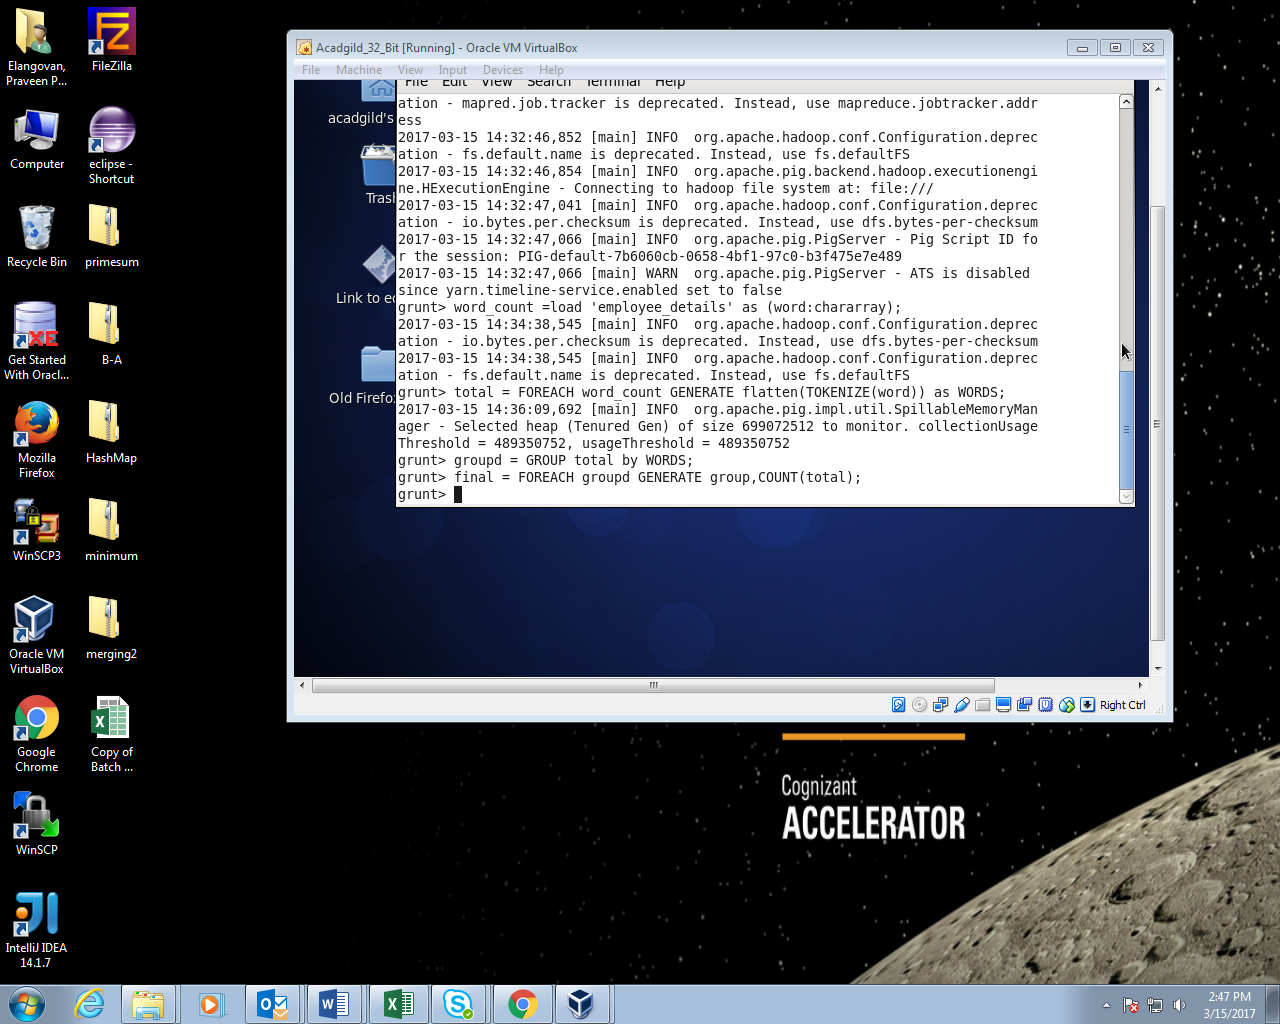 Elangovan,
Praveen P...
FileZilla
Computer
eclipse -
Shortcut
Recycle Bin
primesum
Get Started
With Oracl...
B-A
Mozilla
Firefox
HashMap
WinSCP3
minimum
Oracle VM
VirtualBox
merging2
Google
Chrome
Copy of
Batch ...
WinSCP
IntelliJ IDEA
14.1.7
Acadgild_32_Bit [Running] - Oracle VM VirtualBox
File Machine View Input Devices Help
File Edit View Search Terminal Help
acadgild's
Trash
Link to ec
Old Firefo
ation - mapred.job.tracker is deprecated. Instead, use mapreduce.jobtracker.addr
ess
2017-03-15 14:32:46,852 [main] INFO  org.apache.hadoop.conf.Configuration.deprec
ation - fs.default.name is deprecated. Instead, use fs.defaultFS
2017-03-15 14:32:46,854 [main] INFO  org.apache.pig.backend.hadoop.executionengi
ne.HExecutionEngine - Connecting to hadoop file system at: file:///
2017-03-15 14:32:47,041 [main] INFO  org.apache.hadoop.conf.Configuration.deprec
ation - io.bytes.per.checksum is deprecated. Instead, use dfs.bytes-per-checksum
2017-03-15 14:32:47,066 [main] INFO  org.apache.pig.PigServer - Pig Script ID fo
r the session: PIG-default-7b6060cb-0658-4bf1-97c0-b3f475e7e489
2017-03-15 14:32:47,066 [main] WARN  org.apache.pig.PigServer - ATS is disabled
since yarn.timeline-service.enabled set to false
grunt> word_count =load 'employee_details' as (word:chararray);
2017-03-15 14:34:38,545 [main] INFO  org.apache.hadoop.conf.Configuration.deprec
ation - io.bytes.per.checksum is deprecated. Instead, use dfs.bytes-per-checksum
2017-03-15 14:34:38,545 [main] INFO  org.apache.hadoop.conf.Configuration.deprec
ation - fs.default.name is deprecated. Instead, use fs.defaultFS
grunt> total = FOREACH word_count GENERATE flatten(TOKENIZE(word)) as WORDS;
2017-03-15 14:36:09,692 [main] INFO  org.apache.pig.impl.util.SpillableMemoryMan
ager - Selected heap (Tenured Gen) of size 699072512 to monitor. collectionUsage
Threshold = 489350752, usageThreshold = 489350752
grunt> groupd = GROUP total by WORDS;
grunt> final = FOREACH groupd GENERATE group,COUNT(total);
grunt>
Right Ctrl
Cognizant
ACCELERATOR
2:47 PM
3/15/2017